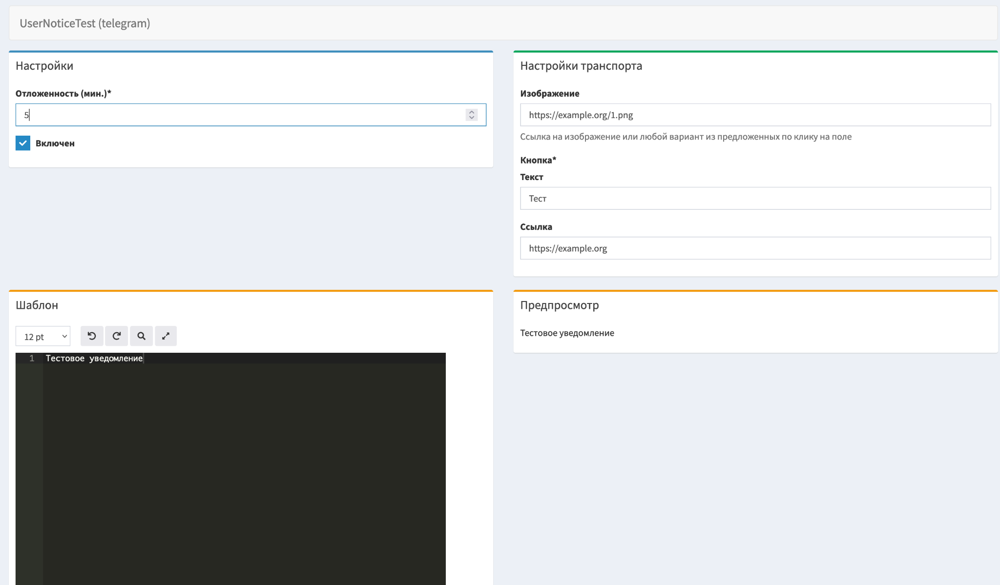 UserNoticeTest (telegram)
Настройки
Отложенность (мин.)*
5
Включен
Настройки транспорта
Изображение
https://example.org/1.png
Ссылка на изображение или любой вариант из предложенных по клику на поле
Кнопка*
Текст
Тест
Ссылка
https://example.org
Шаблон
12 pt
1 Тестовое уведомление
Предпросмотр
Тестовое уведомление